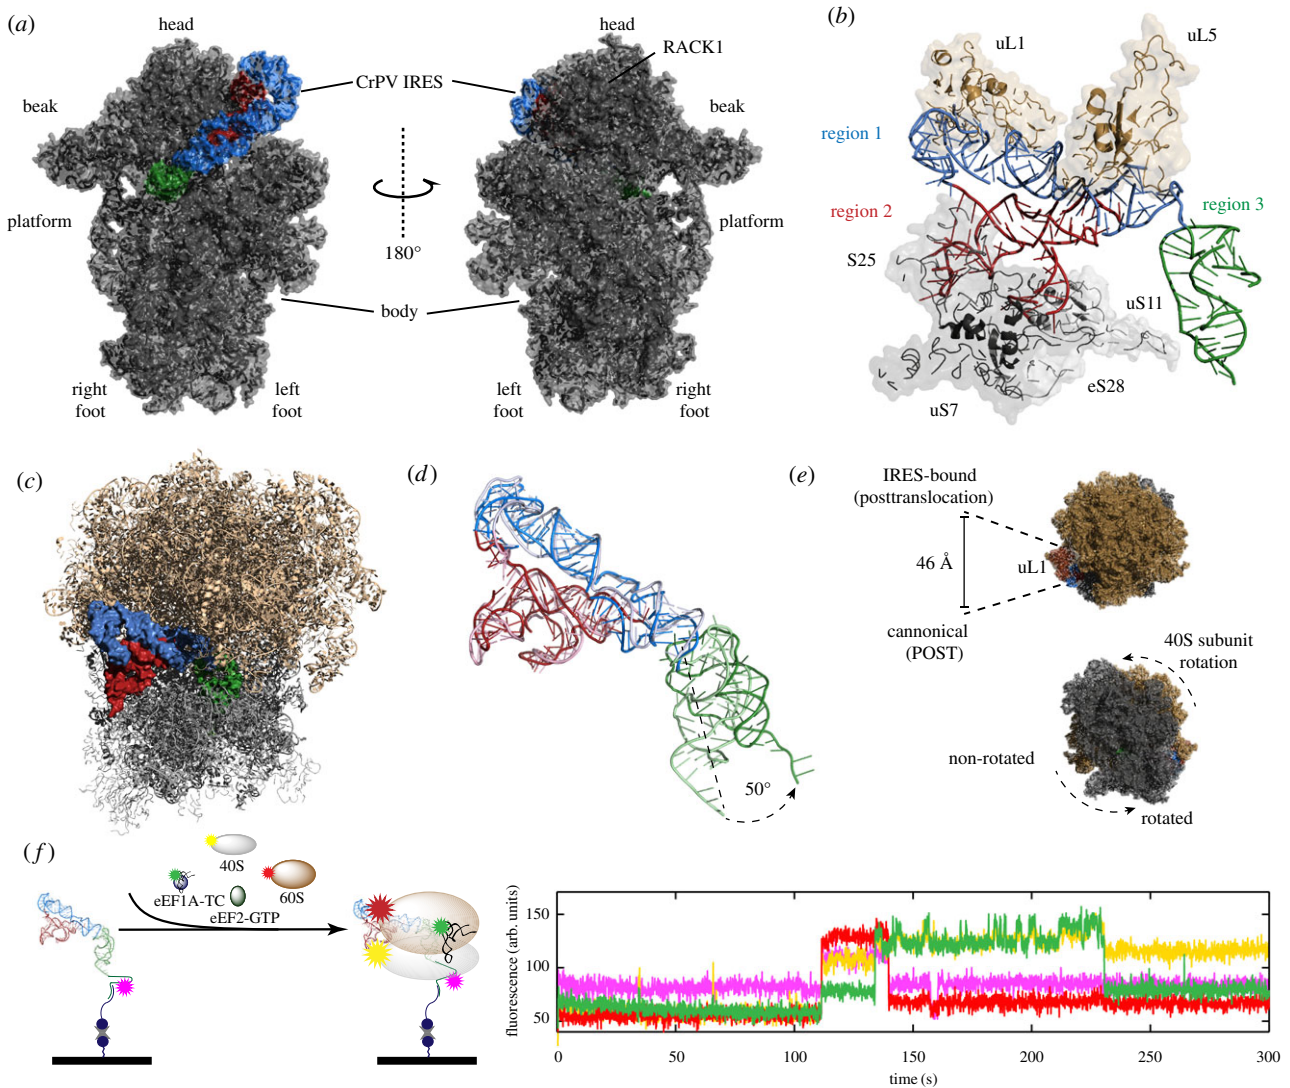 (a)
head
head
RACK1
CrPV IRES
beak
beak
platform
platform
180°
body
right
foot
left
foot
left
foot
right
foot
(b)
uL1
uL5
region 1
region 2
region 3
S25
uS11
eS28
uS7
(c)
(d)
50°
(e)
IRES-bound
(posttranslocation)
46 Å
uL1
cannonical
(POST)
40S subunit
rotation
non-rotated
rotated
(f)
40S
eEF1A-TC
60S
eEF2-GTP
fluorescence (arb. units)
150
100
50
0
50
100
150
200
250
300
time (s)